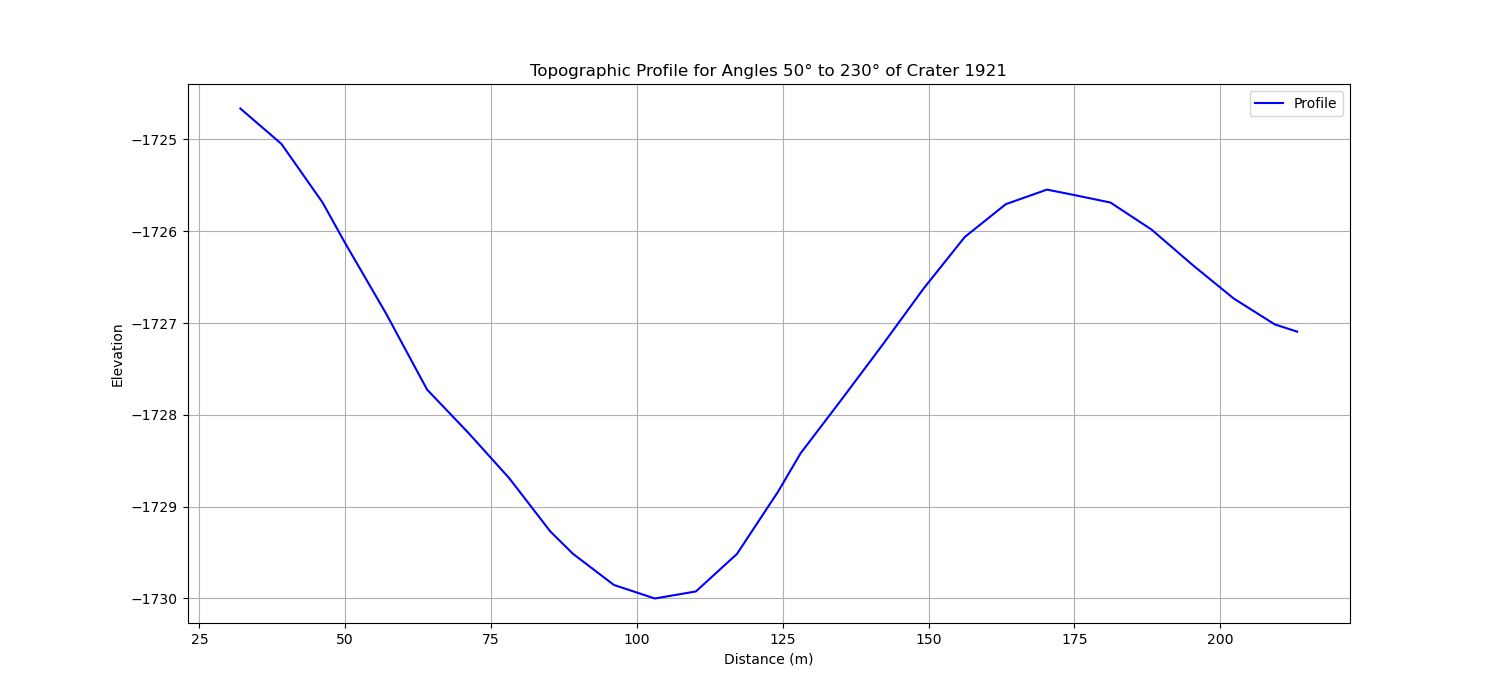 Topographic Profile for Angles 50° to 230° of Crater 1921
Profile
−1725
−1726
−1727
−1728
−1729
−1730
Elevation
25 50 75 100 125 150 175 200
Distance (m)